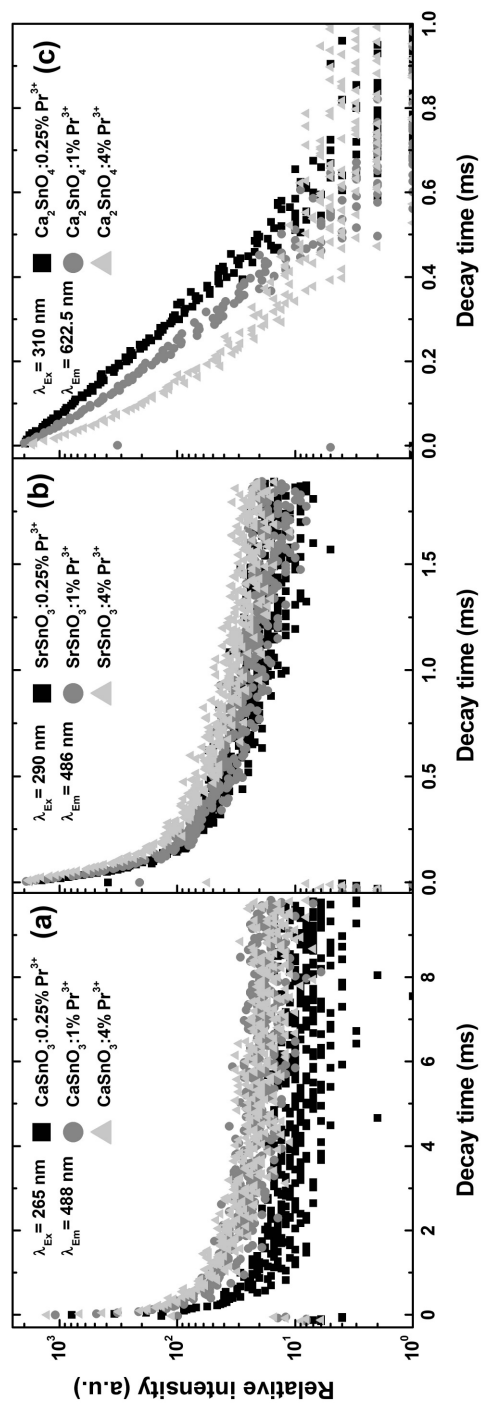 Relative intensity (a.u.)
10³
10²
10¹
10⁰
(a)
λEx = 265 nm
λEm = 488 nm
CaSnO₃:0.25% Pr³⁺
CaSnO₃:1% Pr³⁺
CaSnO₃:4% Pr³⁺
0 2 4 6 8
Decay time (ms)
(b)
λEx = 290 nm
λEm = 486 nm
SrSnO₃:0.25% Pr³⁺
SrSnO₃:1% Pr³⁺
SrSnO₃:4% Pr³⁺
0.0 0.5 1.0 1.5
Decay time (ms)
(c)
λEx = 310 nm
λEm = 622.5 nm
Ca₂SnO₄:0.25% Pr³⁺
Ca₂SnO₄:1% Pr³⁺
Ca₂SnO₄:4% Pr³⁺
0.0 0.2 0.4 0.6 0.8 1.0
Decay time (ms)